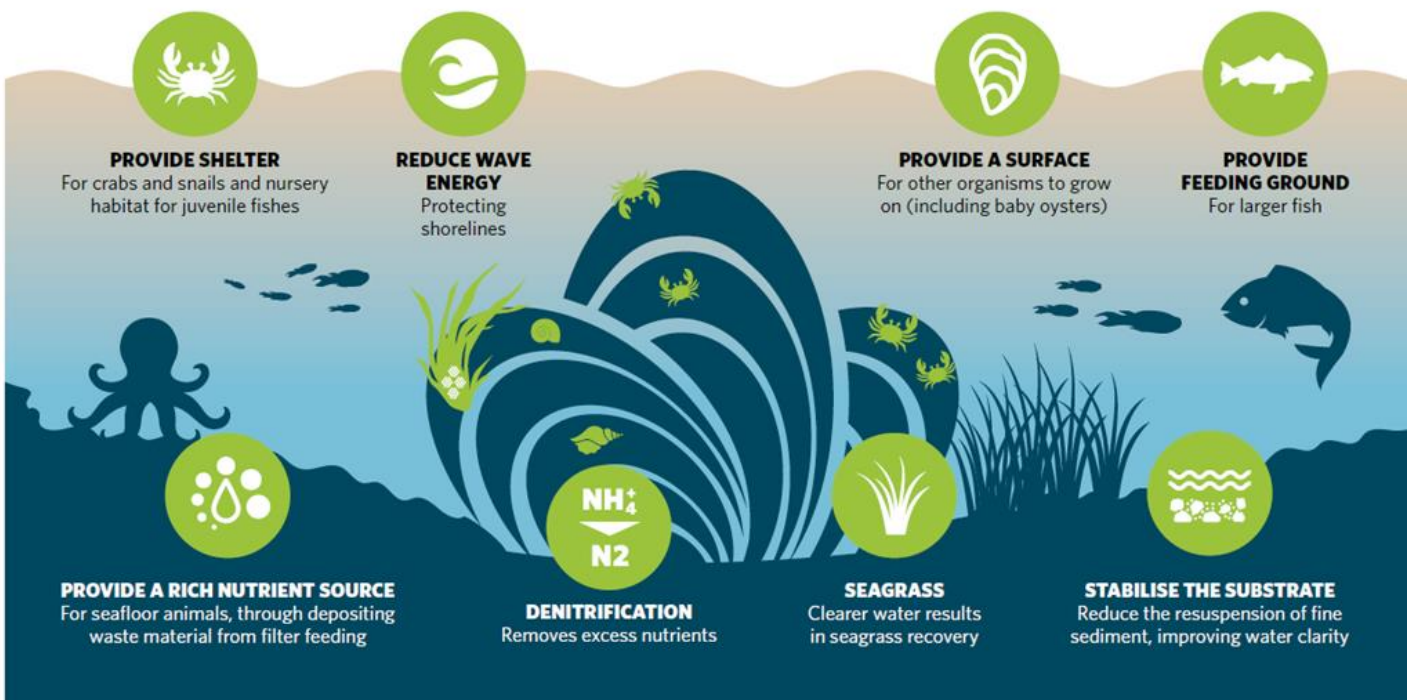 PROVIDE SHELTER
For crabs and snails and nursery
habitat for juvenile fishes
REDUCE WAVE
ENERGY
Protecting
shorelines
PROVIDE A SURFACE
For other organisms to grow
on (including baby oysters)
PROVIDE
FEEDING GROUND
For larger fish
PROVIDE A RICH NUTRIENT SOURCE
For seafloor animals, through depositing
waste material from filter feeding
NH₄⁺
N2
DENITRIFICATION
Removes excess nutrients
SEAGRASS
Clearer water results
in seagrass recovery
STABILISE THE SUBSTRATE
Reduce the resuspension of fine
sediment, improving water clarity